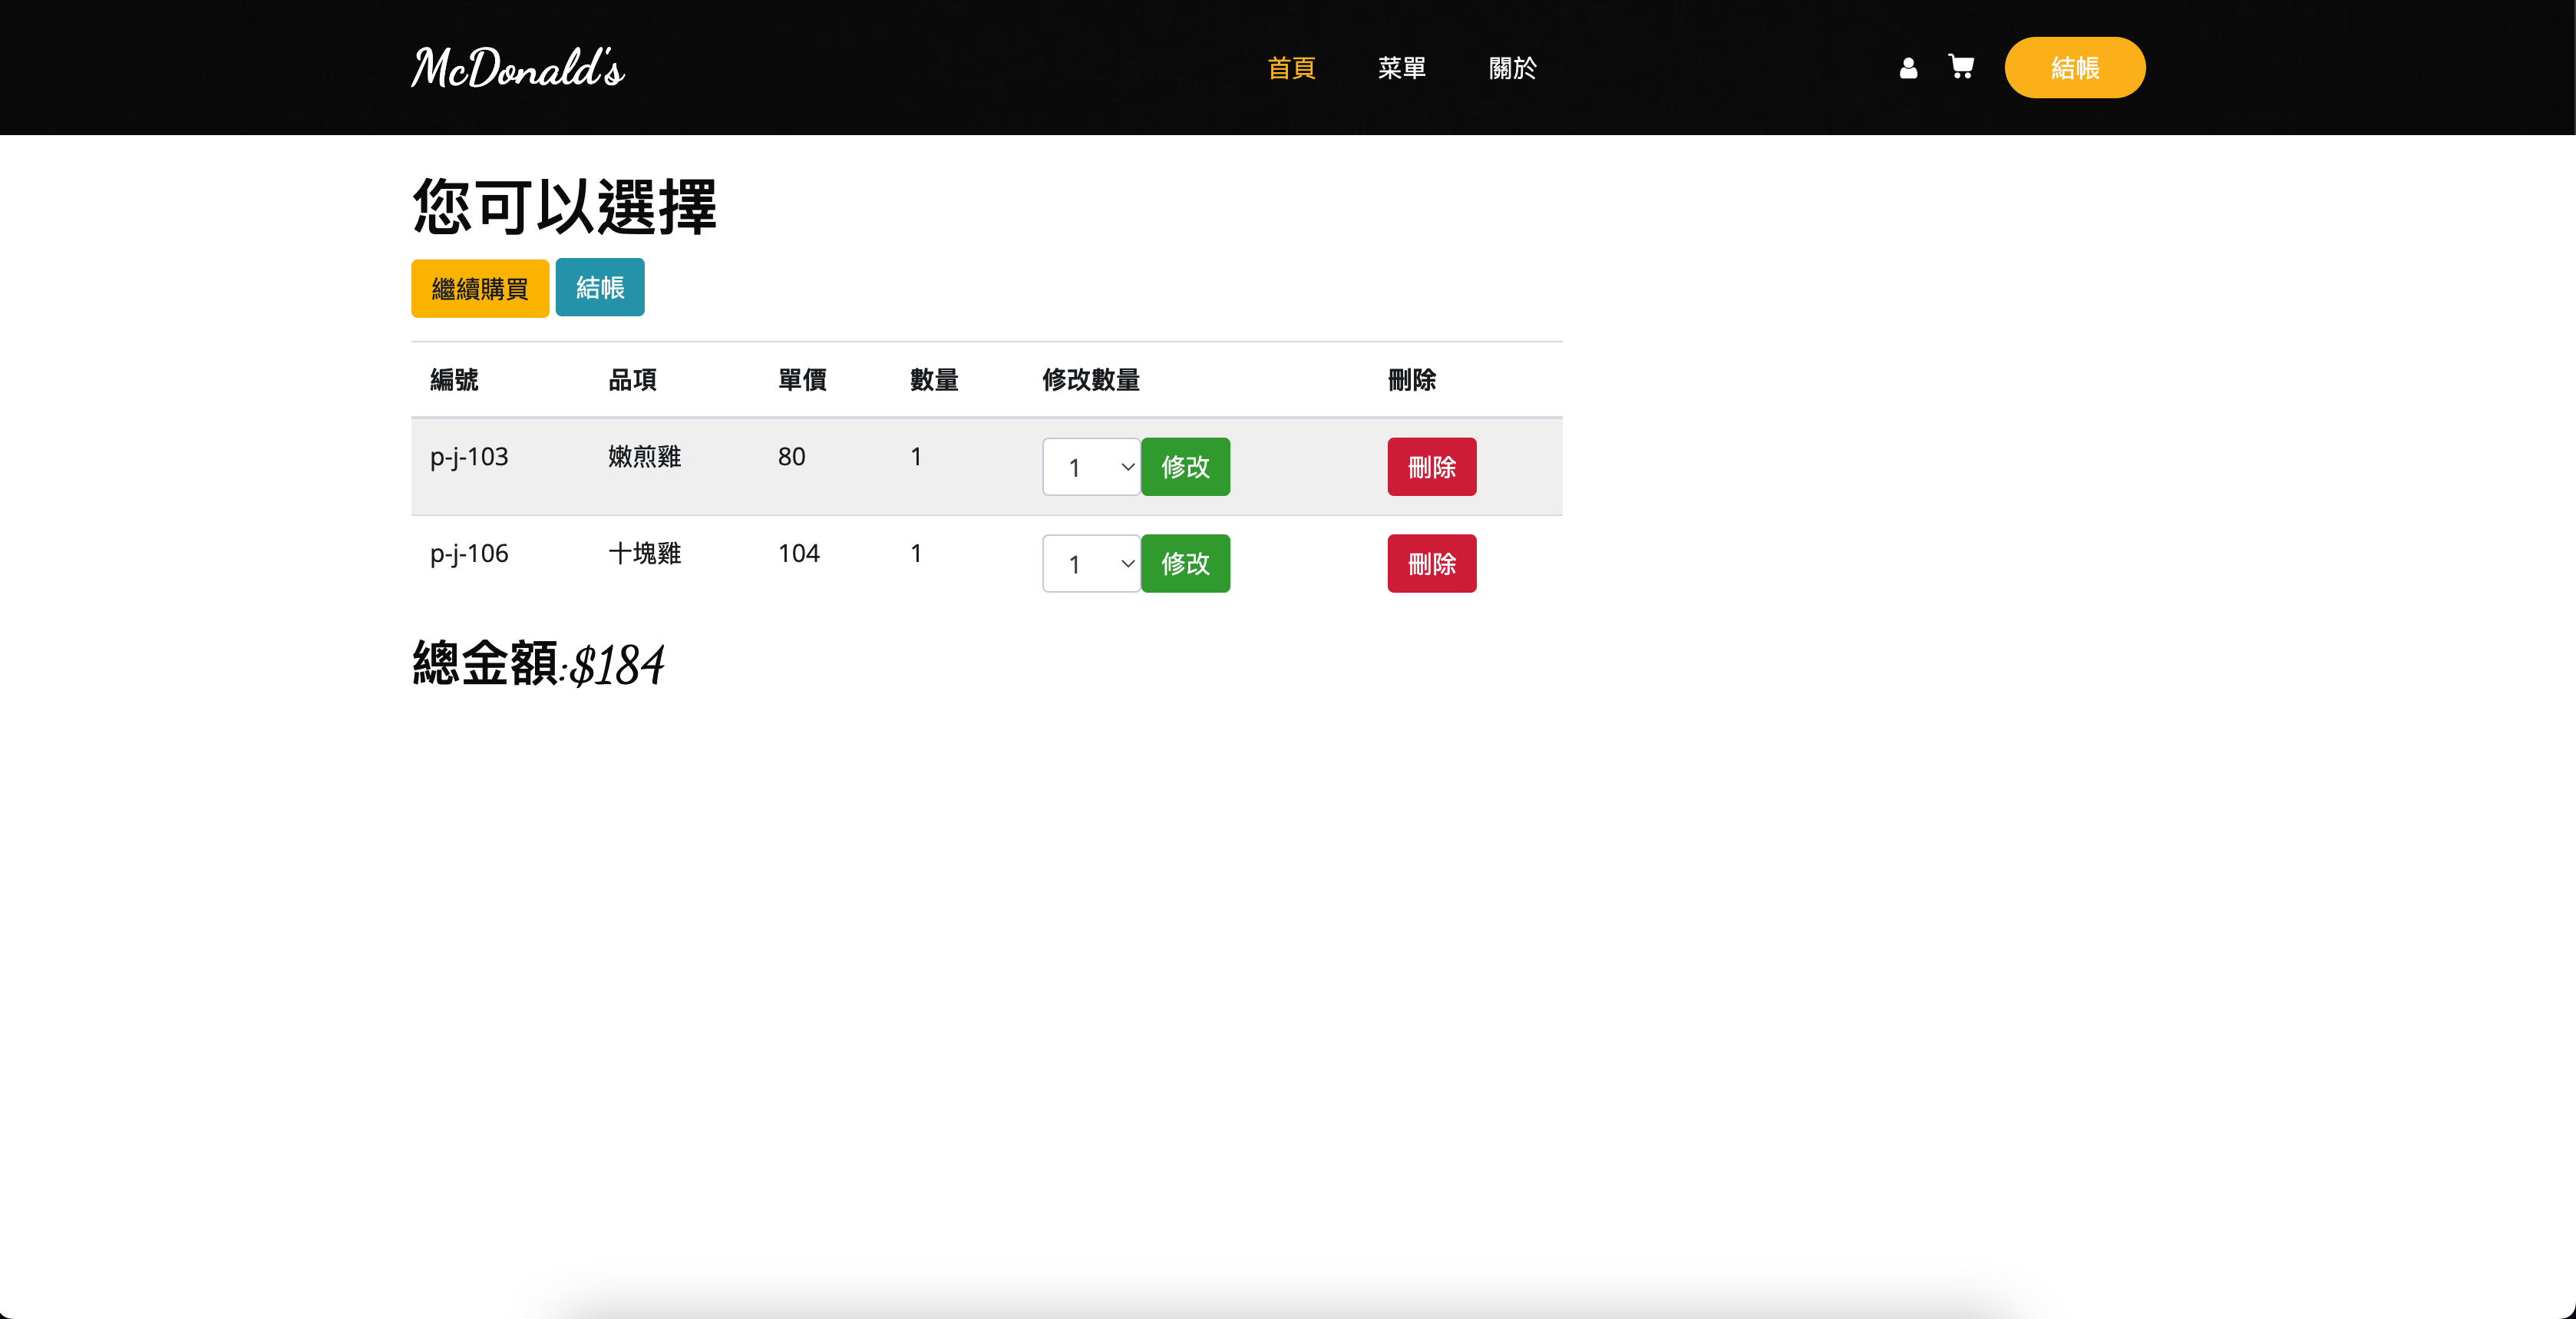 McDonald's 首頁 菜單 關於 結帳
您可以選擇
繼續購買 結帳
編號 品項 單價 數量 修改數量 刪除
p-j-103 嫩煎雞 80 1 1 修改 刪除
p-j-106 十塊雞 104 1 1 修改 刪除
總金額:$184